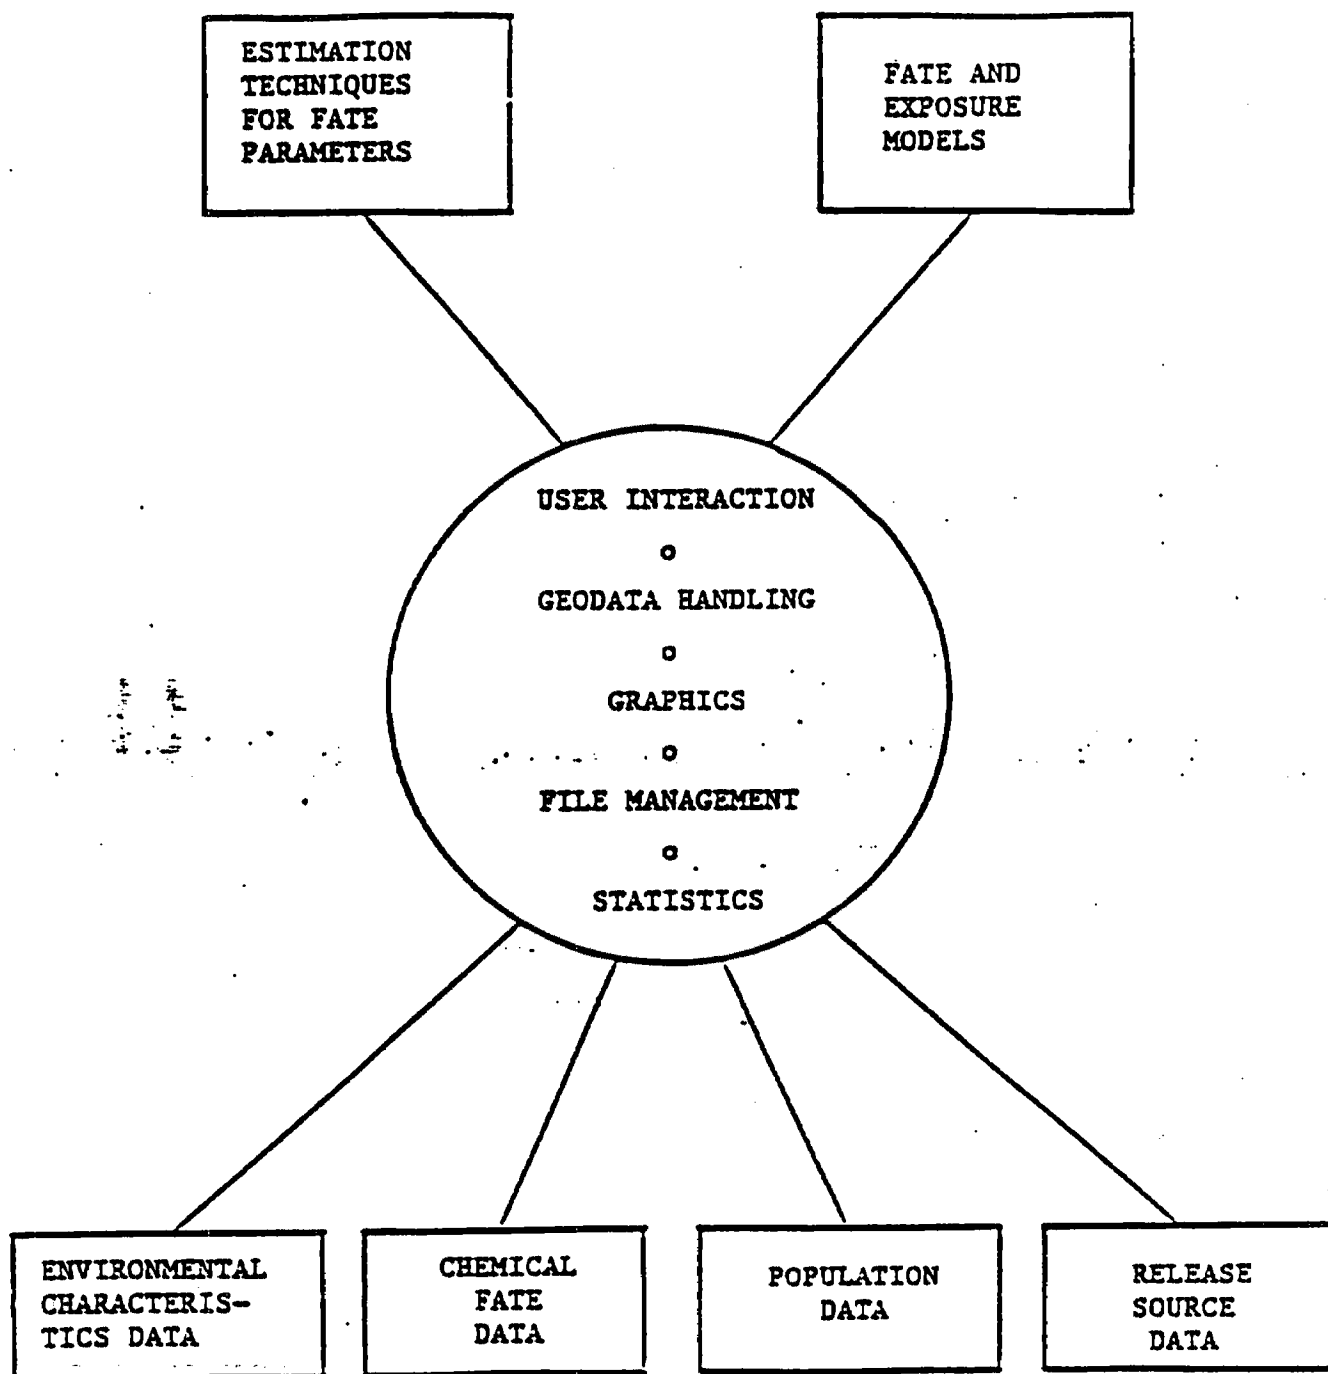 ESTIMATION
TECHNIQUES
FOR FATE
PARAMETERS
FATE AND
EXPOSURE
MODELS
USER INTERACTION
GEODATA HANDLING
GRAPHICS
FILE MANAGEMENT
STATISTICS
ENVIRONMENTAL
CHARACTERIS-
TICS DATA
CHEMICAL
FATE
DATA
POPULATION
DATA
RELEASE
SOURCE
DATA